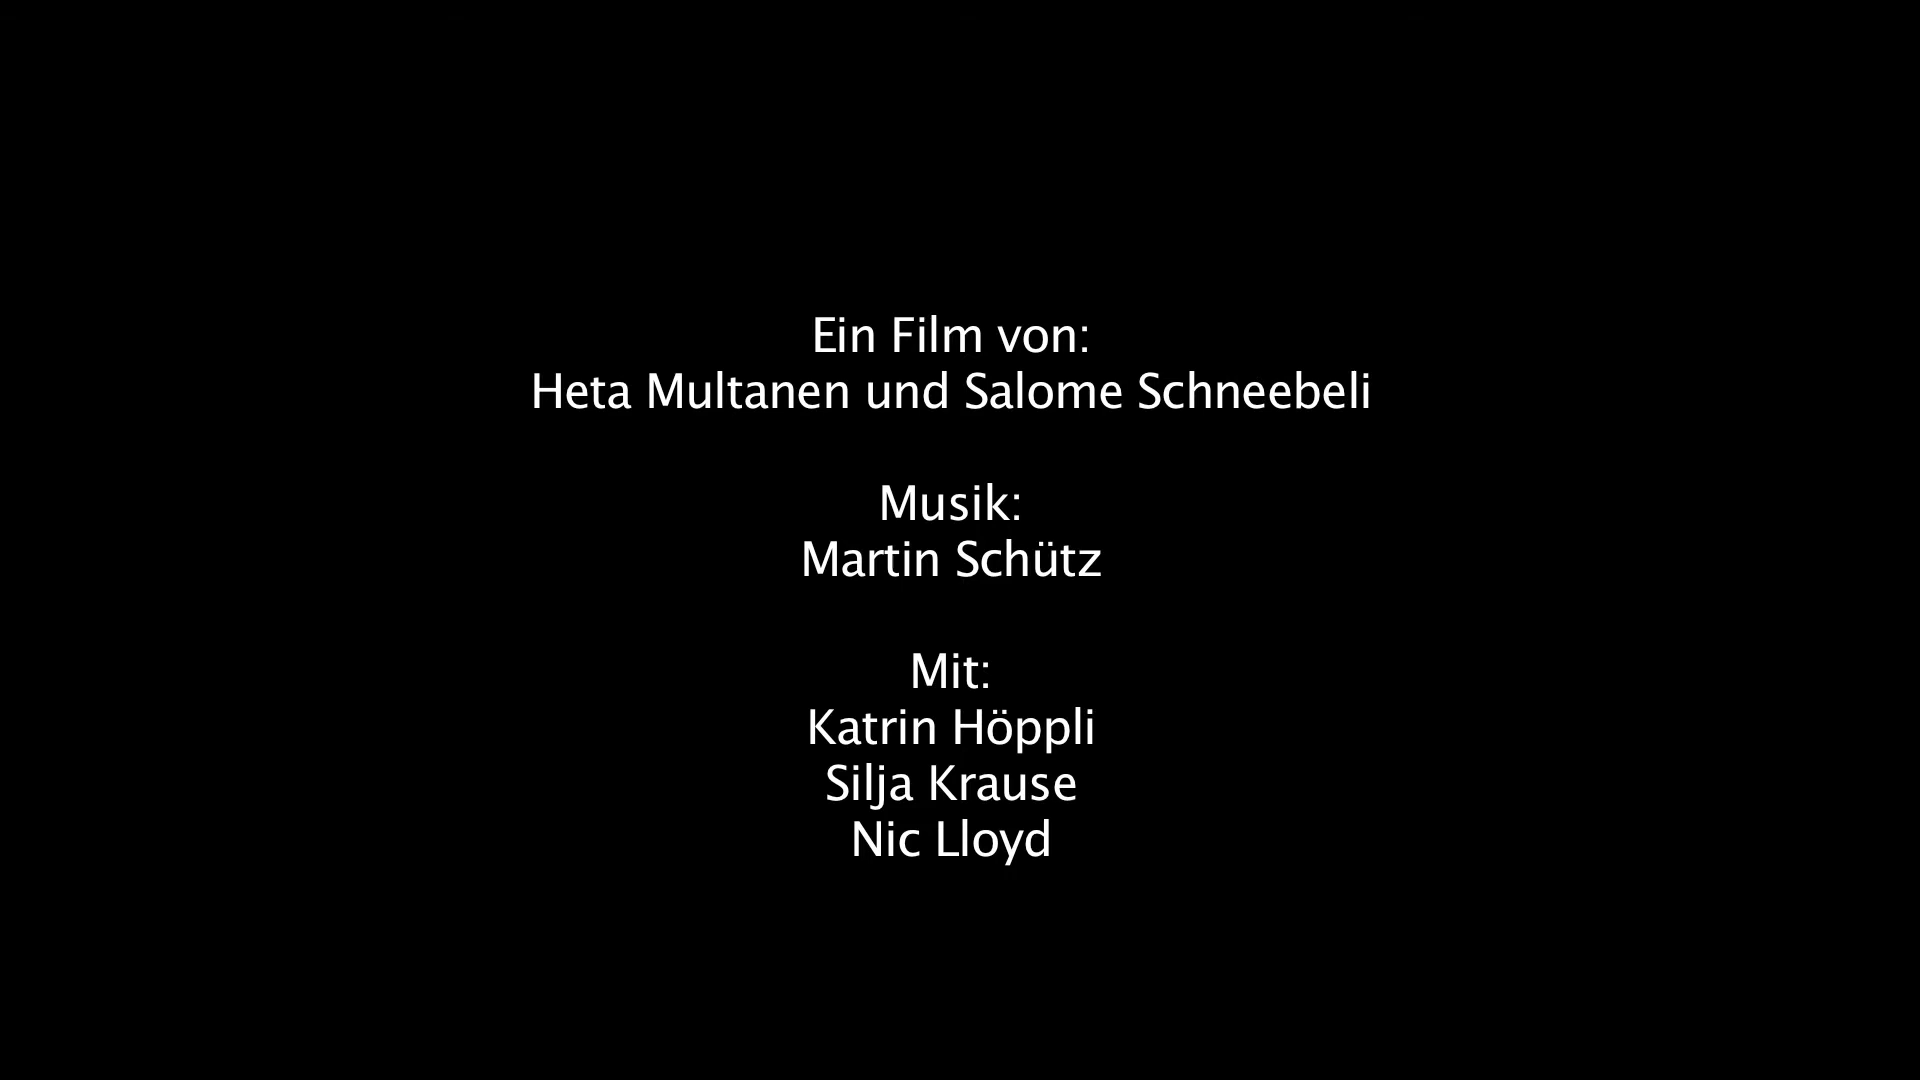 Ein Film von:
Heta Multanen und Salome Schneebeli
Musik:
Martin Schütz
Mit:
Katrin Höppli
Silja Krause
Nic Lloyd